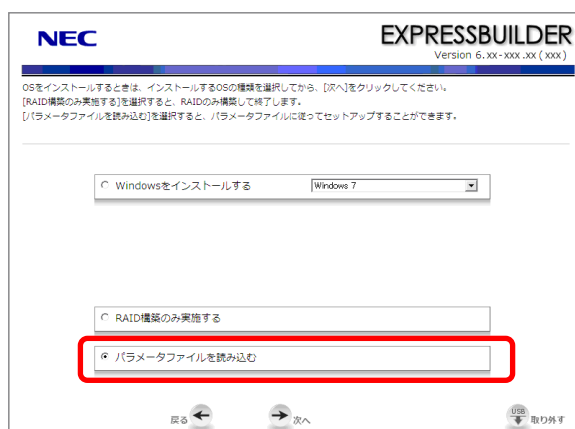 NEC
EXPRESSBUILDER
Version 6.xx-xxx.xx(xxx)
OSをインストールするときは、インストールするOSの種類を選択してから、[次へ]をクリックしてください。
[RAID構築のみ実施する]を選択すると、RAIDのみ構築して終了します。
[パラメータファイルを読み込む]を選択すると、パラメータファイルに従ってセットアップすることができます。
Windowsをインストールする
Windows 7
RAID構築のみ実施する
パラメータファイルを読み込む
戻る
次へ
USB
取り外す